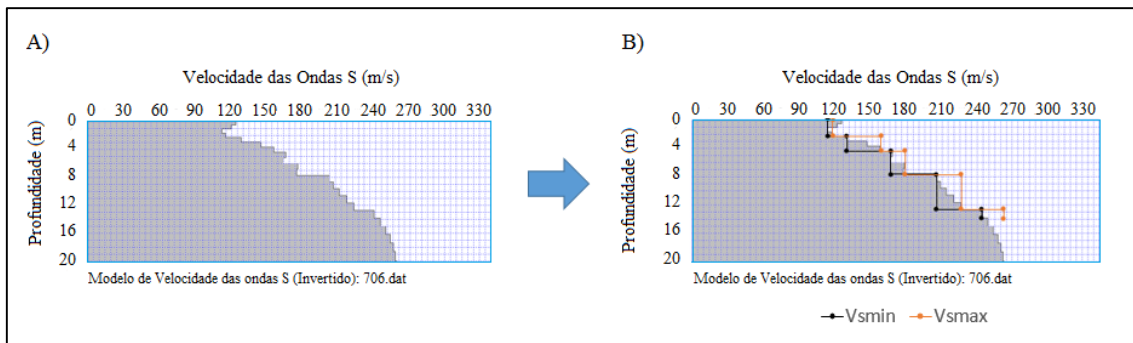 A)
Velocidade das Ondas S (m/s)
0 30 60 90 120 150 180 210 240 270 300 330
Profundidade (m)
0
4
8
12
16
20
Modelo de Velocidade das ondas S (Invertido): 706.dat
B)
Velocidade das Ondas S (m/s)
0 30 60 90 120 150 180 210 240 270 300 330
Profundidade (m)
0
4
8
12
16
20
Modelo de Velocidade das ondas S (Invertido): 706.dat
Vsmin Vsmax